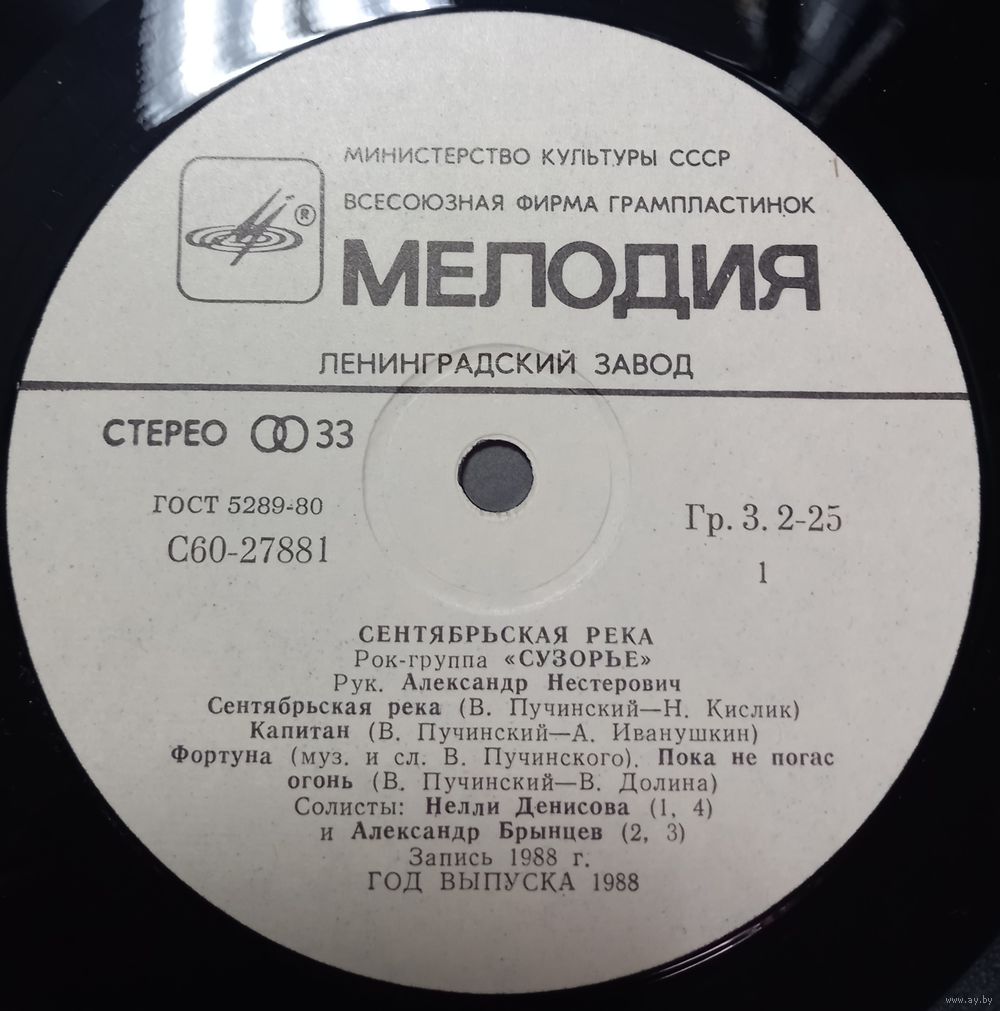 МИНИСТЕРСТВО КУЛЬТУРЫ СССР
ВСЕСОЮЗНАЯ ФИРМА ГРАМПЛАСТИНОК
®
МЕЛОДИЯ
ЛЕНИНГРАДСКИЙ ЗАВОД
СТЕРЕО 33
ГОСТ 5289-80
С60-27881
Гр. 3. 2-25
1
СЕНТЯБРЬСКАЯ РЕКА
Рок-группа «СУЗОРЬЕ»
Рук. Александр Нестерович
Сентябрьская река (В. Пучинский—Н. Кислик)
Капитан (В. Пучинский—А. Иванушкин)
Фортуна (муз. и сл. В. Пучинского). Пока не погас
огонь (В. Пучинский—В. Долина)
Солисты: Нелли Денисова (1, 4)
и Александр Брынцев (2, 3)
Запись 1988 г.
ГОД ВЫПУСКА 1988
www.ay.by